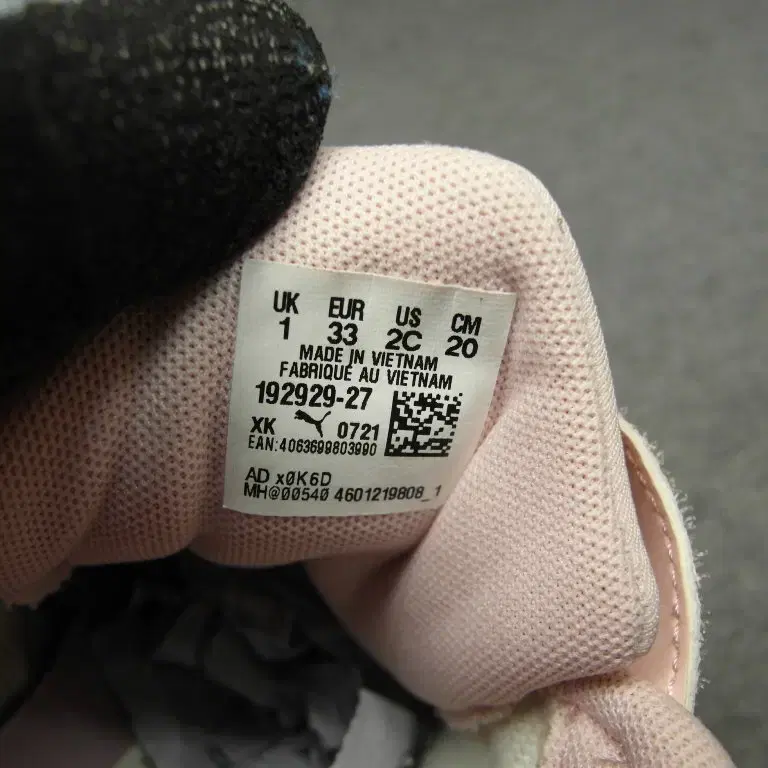 UK EUR US CM
1 33 2C 20
MADE IN VIETNAM
FABRIQUÉ AU VIETNAM
192929-27
XK 0721
EAN:4063699803990
AD x0K6D
MH@00540 4601219808_1